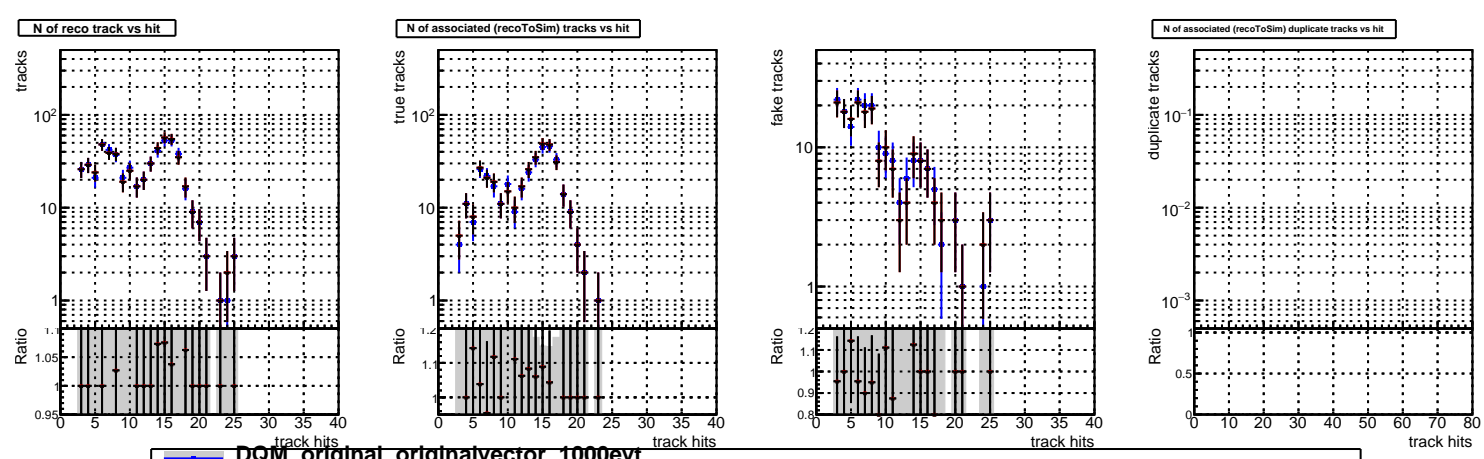 N of reco track vs hit
tracks
10²
10
1
Ratio
1.1
1.05
1
0.95
0 5 10 15 20 25 30 35 40
track hits
N of associated (recoToSim) tracks vs hit
true tracks
10²
10
1
Ratio
1.2
1.1
1
0 5 10 15 20 25 30 35 40
track hits
fake tracks
10
1
Ratio
1.2
1.1
1
0.9
0.8
0 5 10 15 20 25 30 35 40
track hits
N of associated (recoToSim) duplicate tracks vs hit
duplicate tracks
10⁻¹
10⁻²
10⁻³
Ratio
1
0.5
0
0 10 20 30 40 50 60 70 80
track hits
DQM_original_originalvector_1000evt